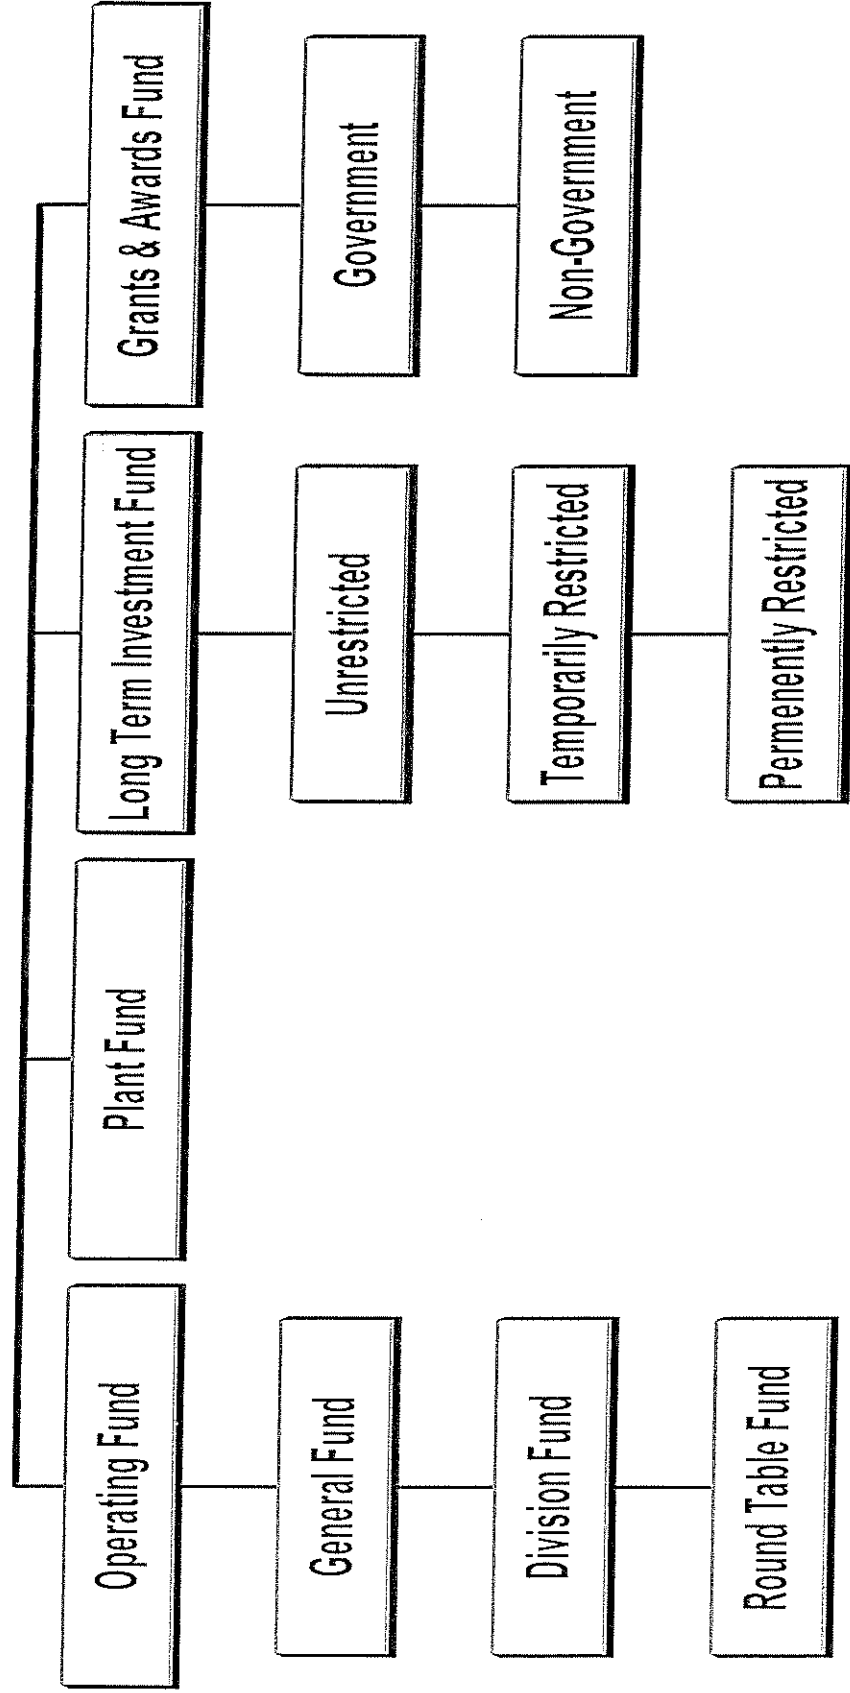 Operating Fund
General Fund
Division Fund
Round Table Fund
Plant Fund
Long Term Investment Fund
Unrestricted
Temporarily Restricted
Permenently Restricted
Grants & Awards Fund
Government
Non-Government